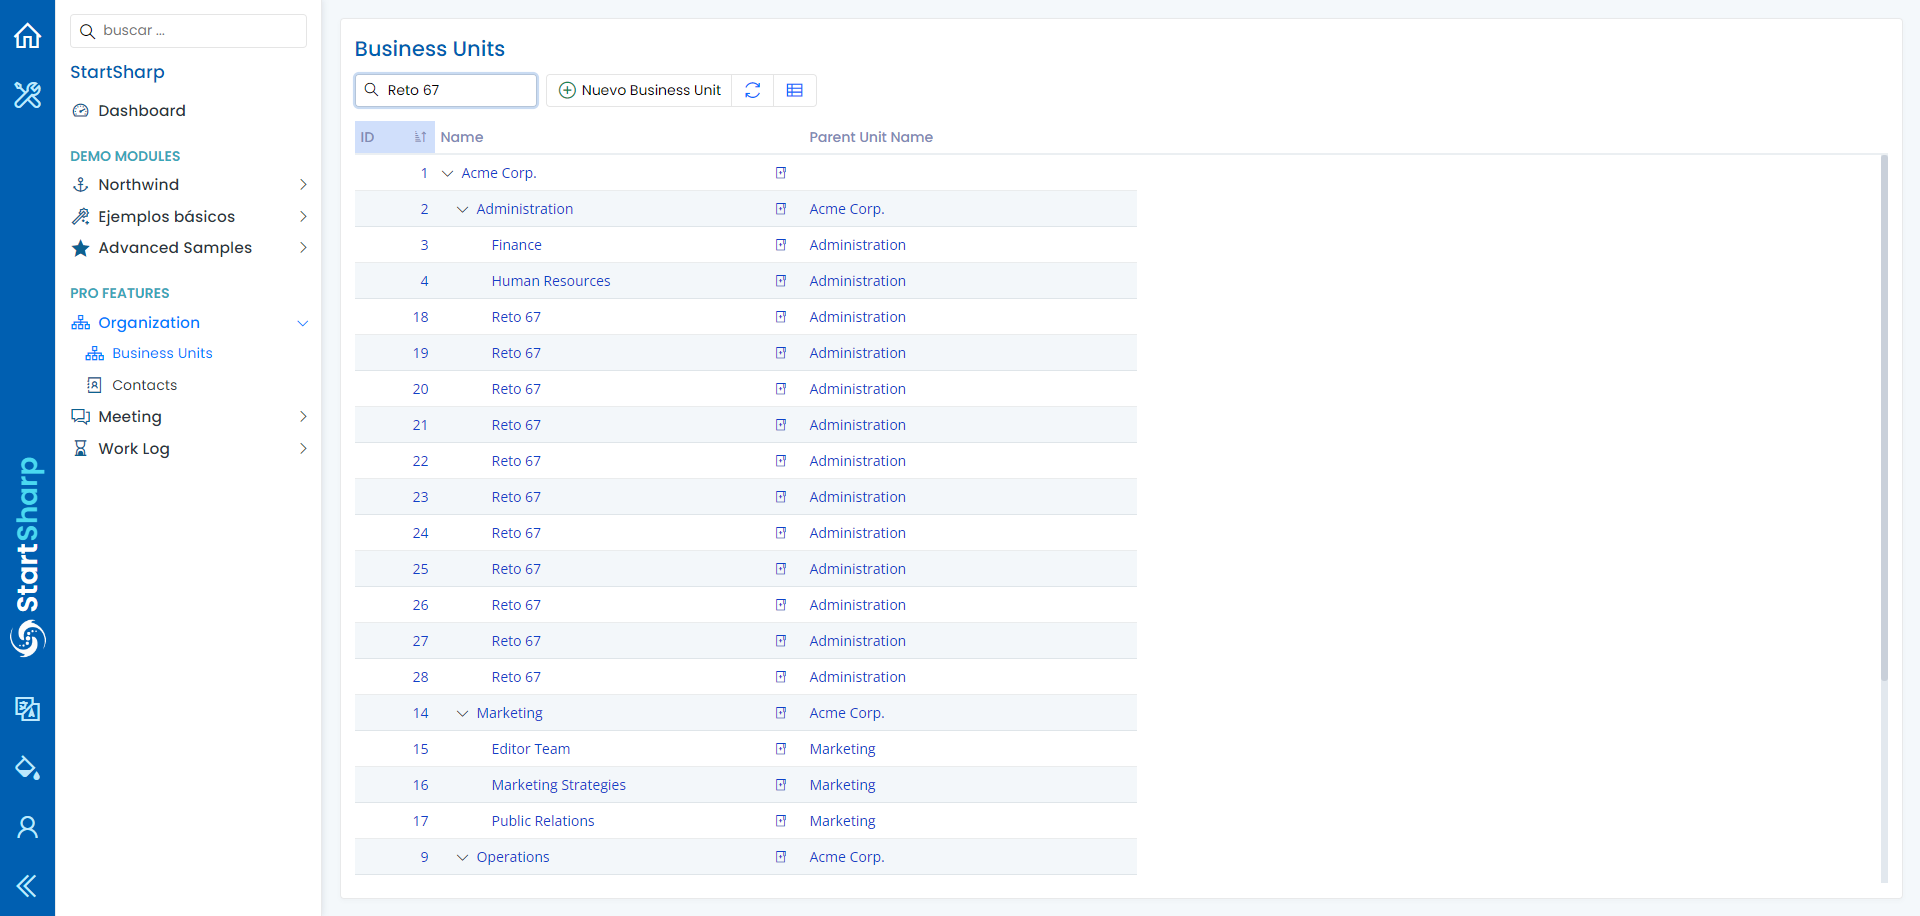 buscar ...
StartSharp
Dashboard
DEMO MODULES
Northwind
Ejemplos básicos
Advanced Samples
PRO FEATURES
Organization
Business Units
Contacts
Meeting
Work Log
StartSharp
Business Units
Reto 67
Nuevo Business Unit
ID Name Parent Unit Name
1 Acme Corp.
2 Administration Acme Corp.
3 Finance Administration
4 Human Resources Administration
18 Reto 67 Administration
19 Reto 67 Administration
20 Reto 67 Administration
21 Reto 67 Administration
22 Reto 67 Administration
23 Reto 67 Administration
24 Reto 67 Administration
25 Reto 67 Administration
26 Reto 67 Administration
27 Reto 67 Administration
28 Reto 67 Administration
14 Marketing Acme Corp.
15 Editor Team Marketing
16 Marketing Strategies Marketing
17 Public Relations Marketing
9 Operations Acme Corp.